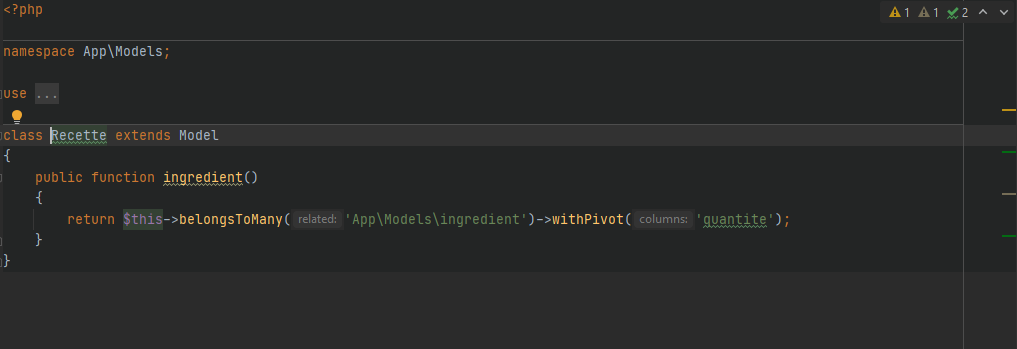 <?php
1 1 2
namespace App\Models;
use ...
class Recette extends Model
{
public function ingredient()
{
return $this->belongsToMany( related: 'App\Models\ingredient')->withPivot( columns: 'quantite');
}
}